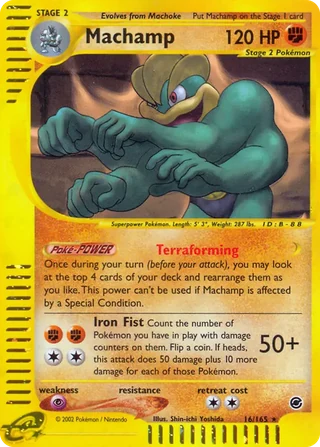 STAGE 2 Evolves from Machoke Put Machamp on the Stage 1 card
Machamp 120 HP
Stage 2 Pokémon
Superpower Pokémon. Length: 5' 3", Weight: 287 lbs. ID: B-88
Poké-POWER Terraforming
Once during your turn (before your attack), you may look
at the top 4 cards of your deck and rearrange them as
you like. This power can't be used if Machamp is affected
by a Special Condition.
Iron Fist Count the number of
Pokémon you have in play with damage
counters on them. Flip a coin. If heads,
this attack does 50 damage plus 10 more
damage for each of those Pokémon.
50+
weakness resistance retreat cost
© 2002 Pokémon / Nintendo Illus. Shin-ichi Yoshida 16/165 ★